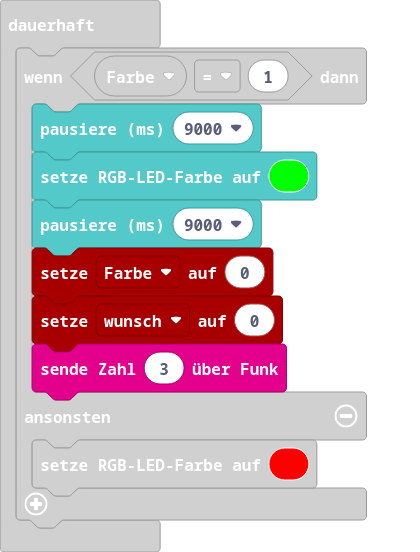 dauerhaft
wenn Farbe = 1 dann
pausiere (ms) 9000
setze RGB-LED-Farbe auf
pausiere (ms) 9000
setze Farbe auf 0
setze wunsch auf 0
sende Zahl 3 über Funk
ansonsten
setze RGB-LED-Farbe auf